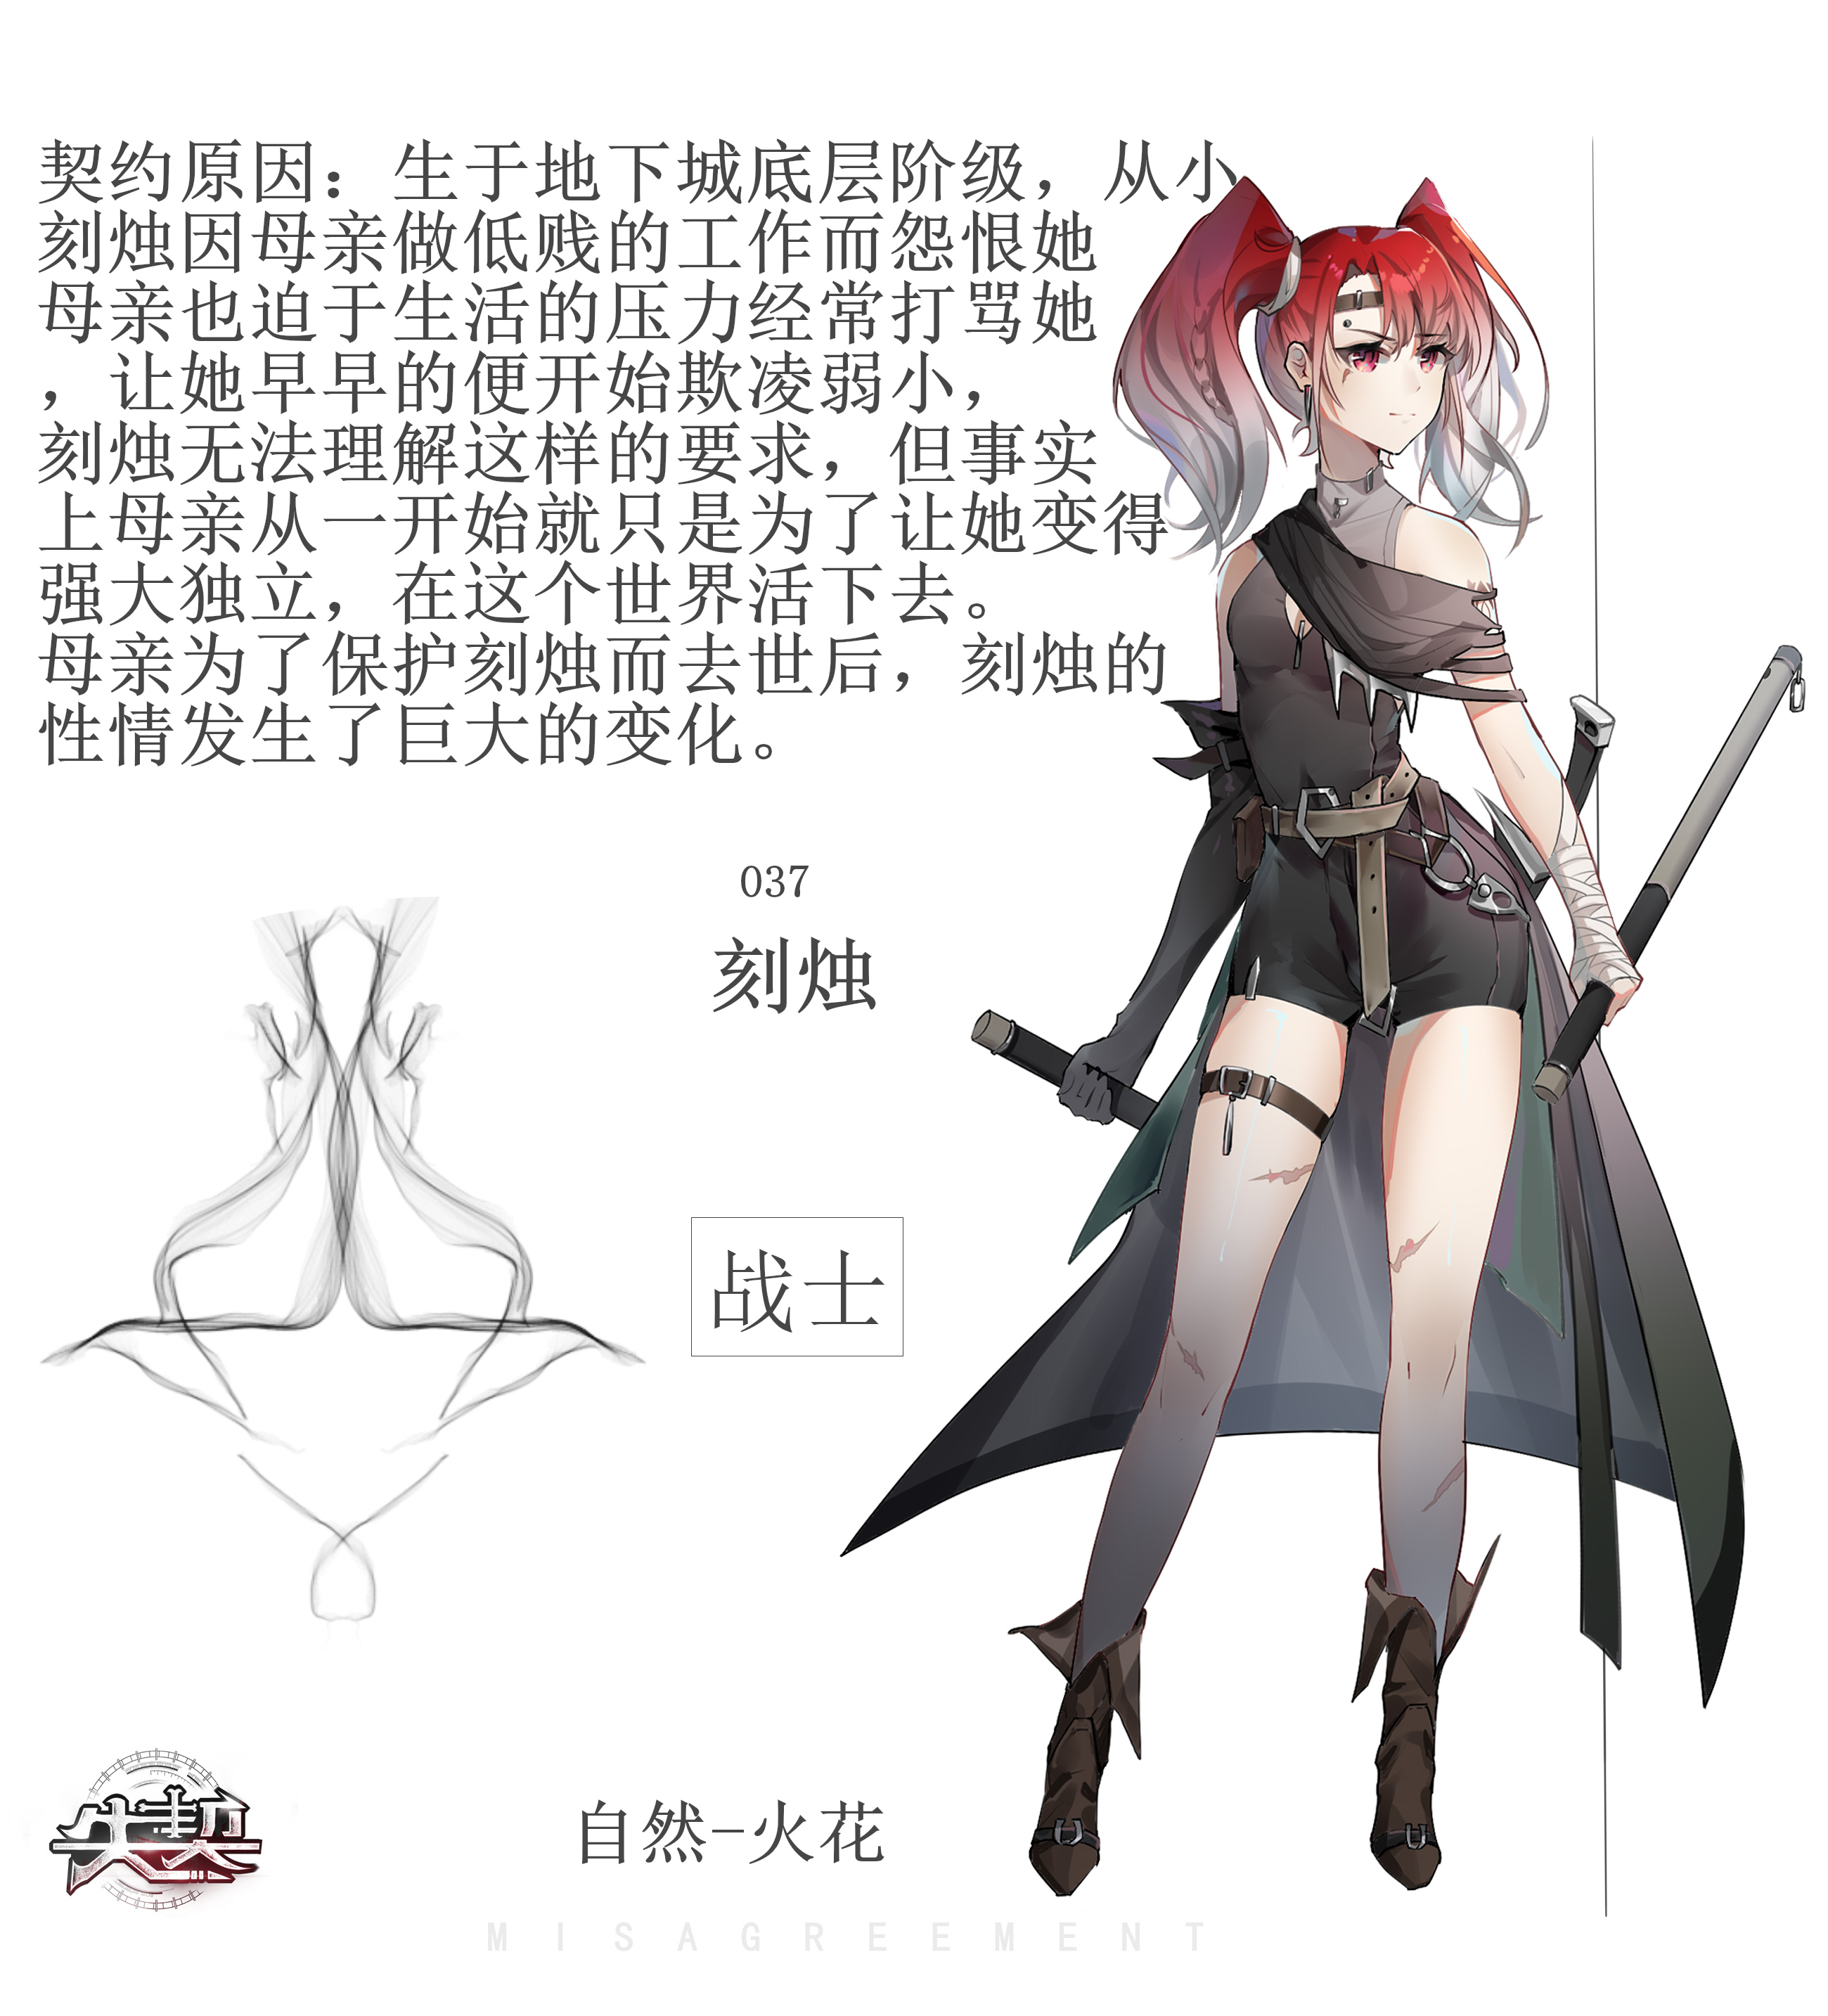 契约原因：生于地下城底层阶级，从小
刻烛因母亲做低贱的工作而怨恨她
母亲也迫于生活的压力经常打骂她
，让她早早的便开始欺凌弱小，
刻烛无法理解这样的要求，但事实
上母亲从一开始就只是为了让她变得
强大独立，在这个世界活下去。
母亲为了保护刻烛而去世后，刻烛的
性情发生了巨大的变化。
037
刻烛
战士
失契
自然-火花
MISAGREEMENT